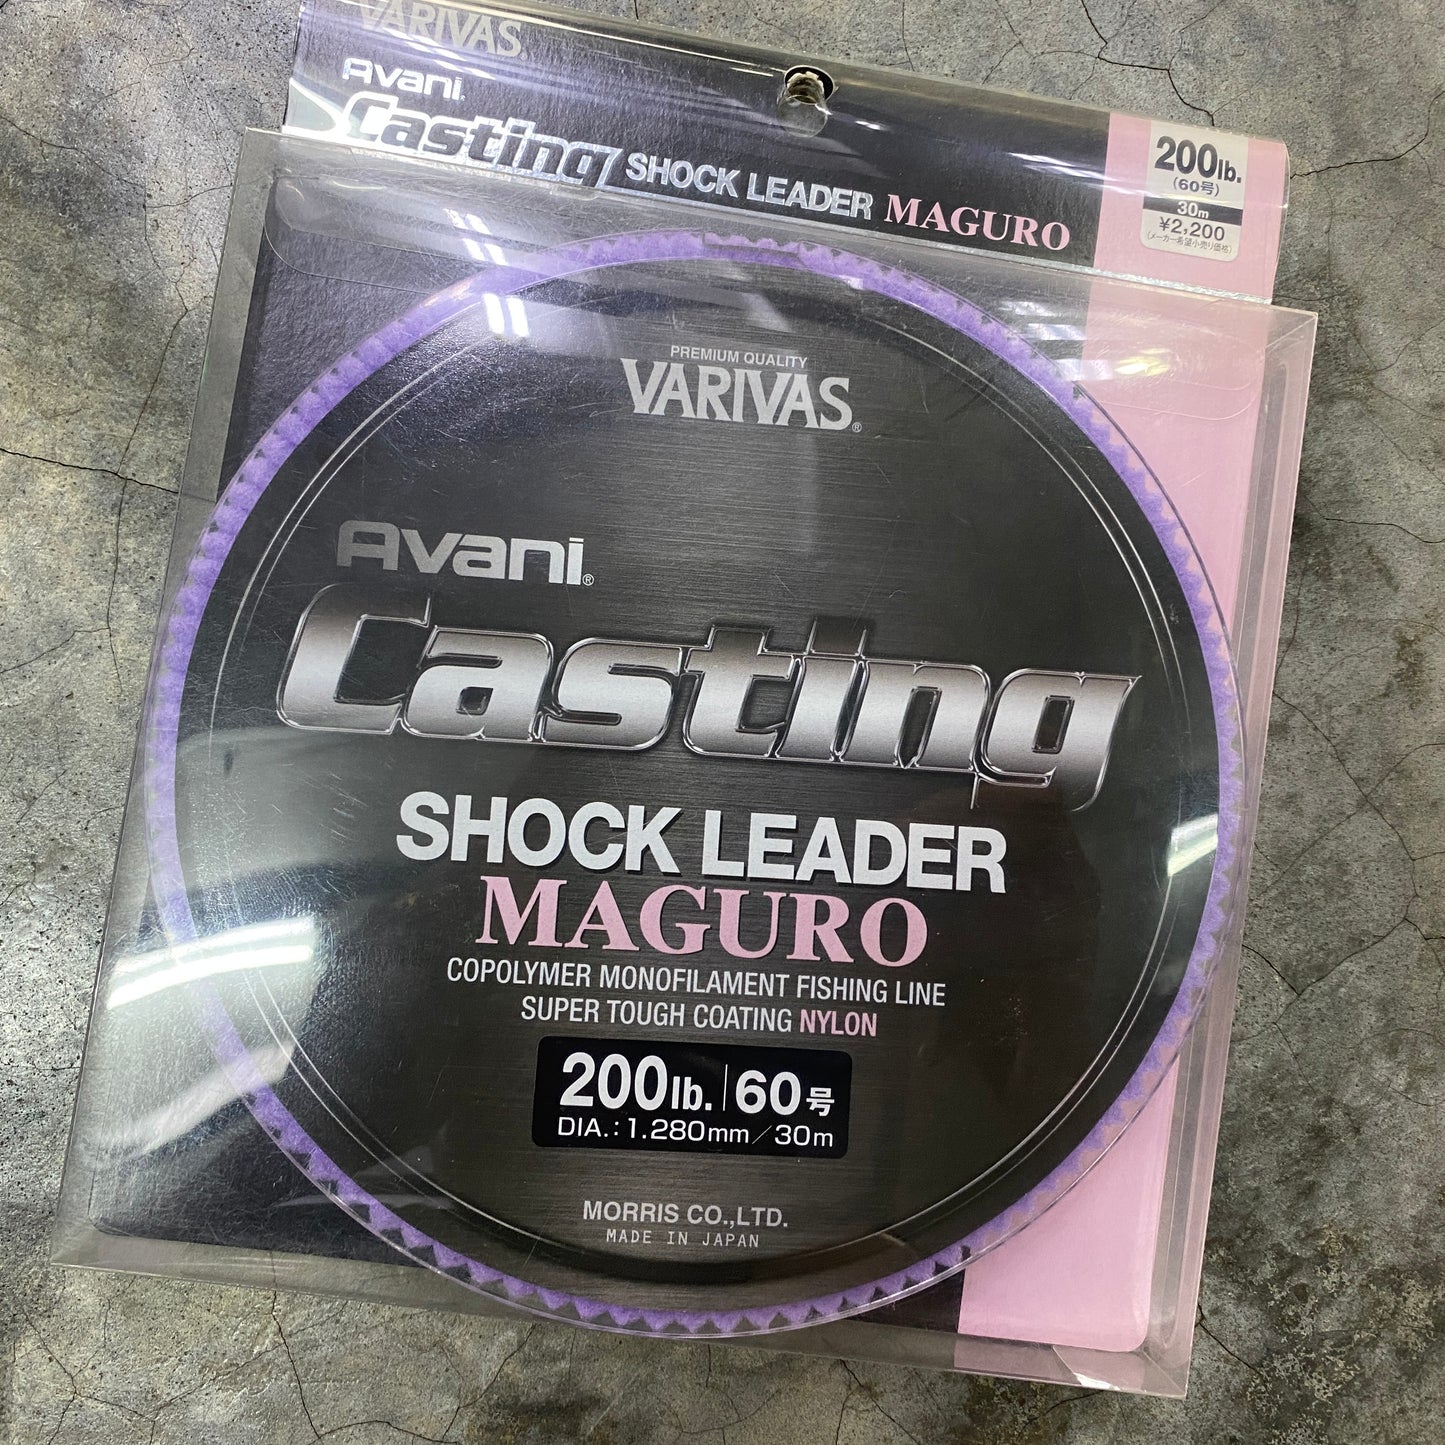 VARIVAS
Avani
Casting SHOCK LEADER MAGURO
200lb.
(60号)
30m
¥2,200
(メーカー希望小売り価格)
PREMIUM QUALITY
VARIVAS®
Avani®
Casting
SHOCK LEADER
MAGURO
COPOLYMER MONOFILAMENT FISHING LINE
SUPER TOUGH COATING NYLON
200lb. | 60号
DIA.:1.280mm/30m
MORRIS CO.,LTD.
MADE IN JAPAN